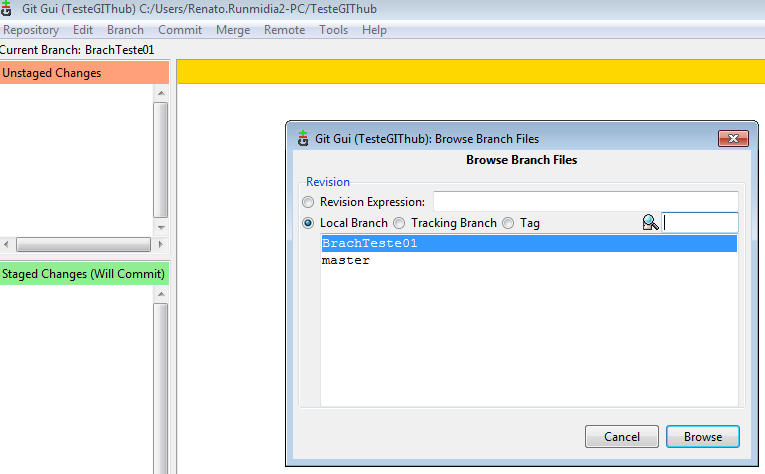 Git Gui (TesteGIThub) C:/Users/Renato.Runmidia2-PC/TesteGIThub
Repository Edit Branch Commit Merge Remote Tools Help
Current Branch: BrachTeste01
Unstaged Changes
Staged Changes (Will Commit)
Git Gui (TesteGIThub): Browse Branch Files
Browse Branch Files
Revision
Revision Expression:
Local Branch Tracking Branch Tag
BrachTeste01
master
Cancel Browse